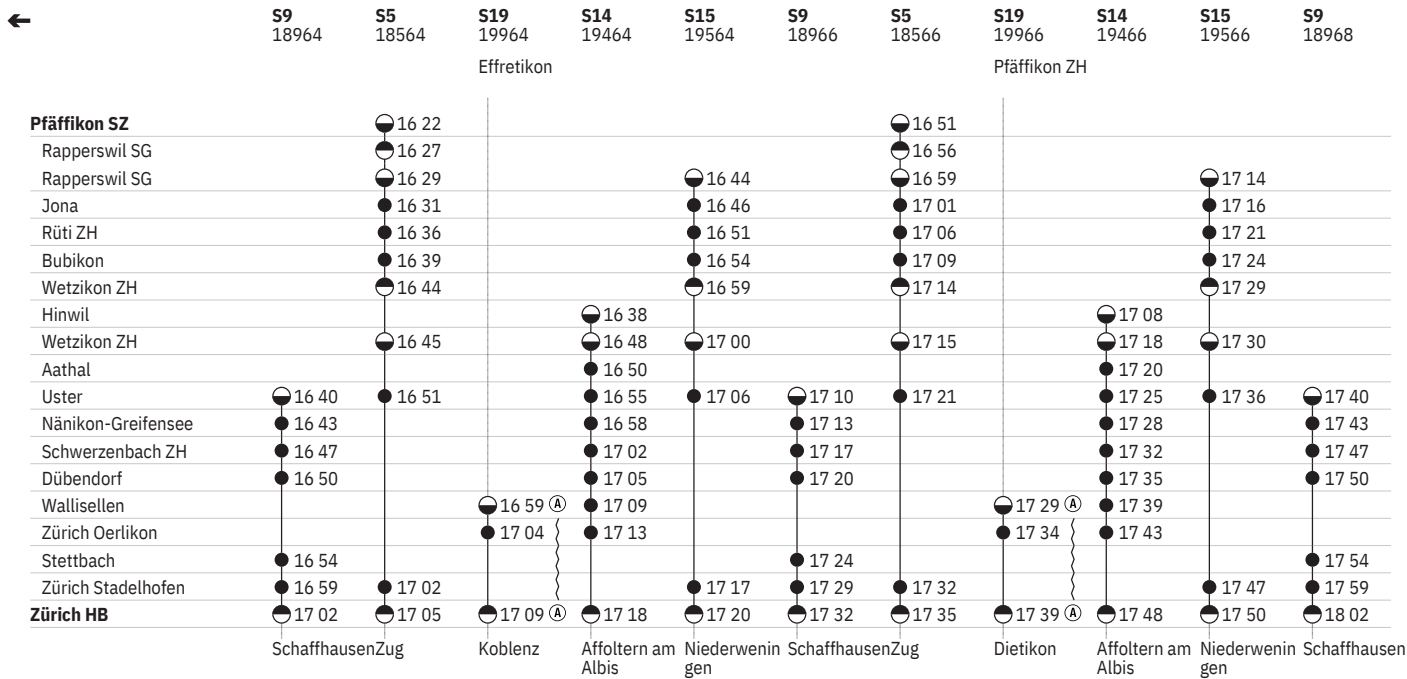 S9 S5 S19 S14 S15 S9 S5 S19 S14 S15 S9
18964 18564 19964 19464 19564 18966 18566 19966 19466 19566 18968
Effretikon Pfäffikon ZH
Pfäffikon SZ 16 22 16 51
Rapperswil SG 16 27 16 56
Rapperswil SG 16 29 16 44 16 59 17 14
Jona 16 31 16 46 17 01 17 16
Rüti ZH 16 36 16 51 17 06 17 21
Bubikon 16 39 16 54 17 09 17 24
Wetzikon ZH 16 44 16 59 17 14 17 29
Hinwil 16 38 17 08
Wetzikon ZH 16 45 16 48 17 00 17 15 17 18 17 30
Aathal 16 50 17 20
Uster 16 40 16 51 16 55 17 06 17 10 17 21 17 25 17 36 17 40
Nänikon-Greifensee 16 43 16 58 17 13 17 28 17 43
Schwerzenbach ZH 16 47 17 02 17 17 17 32 17 47
Dübendorf 16 50 17 05 17 20 17 35 17 50
Wallisellen 16 59 A 17 09 17 29 A 17 39
Zürich Oerlikon 17 04 17 13 17 34 17 43
Stettbach 16 54 17 24 17 54
Zürich Stadelhofen 16 59 17 02 17 17 17 29 17 32 17 47 17 59
Zürich HB 17 02 17 05 17 09 A 17 18 17 20 17 32 17 35 17 39 A 17 48 17 50 18 02
Schaffhausen Zug Koblenz Affoltern am Niederwenin Schaffhausen Zug Dietikon Affoltern am Niederwenin Schaffhausen
Albis gen Albis gen